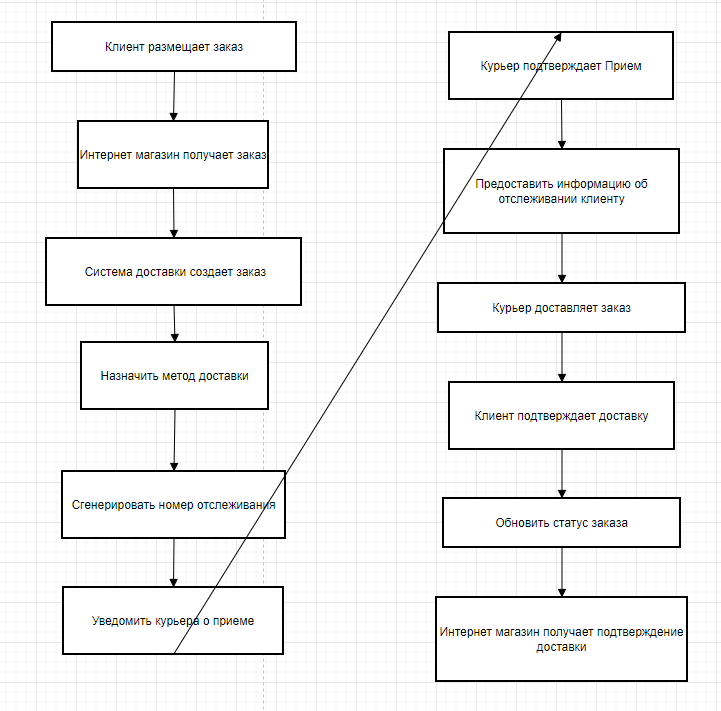 Клиент размещает заказ
Интернет магазин получает заказ
Система доставки создает заказ
Назначить метод доставки
Сгенерировать номер отслеживания
Уведомить курьера о приеме
Курьер подтверждает Прием
Предоставить информацию об
отслеживании клиенту
Курьер доставляет заказ
Клиент подтверждает доставку
Обновить статус заказа
Интернет магазин получает подтверждение
доставки